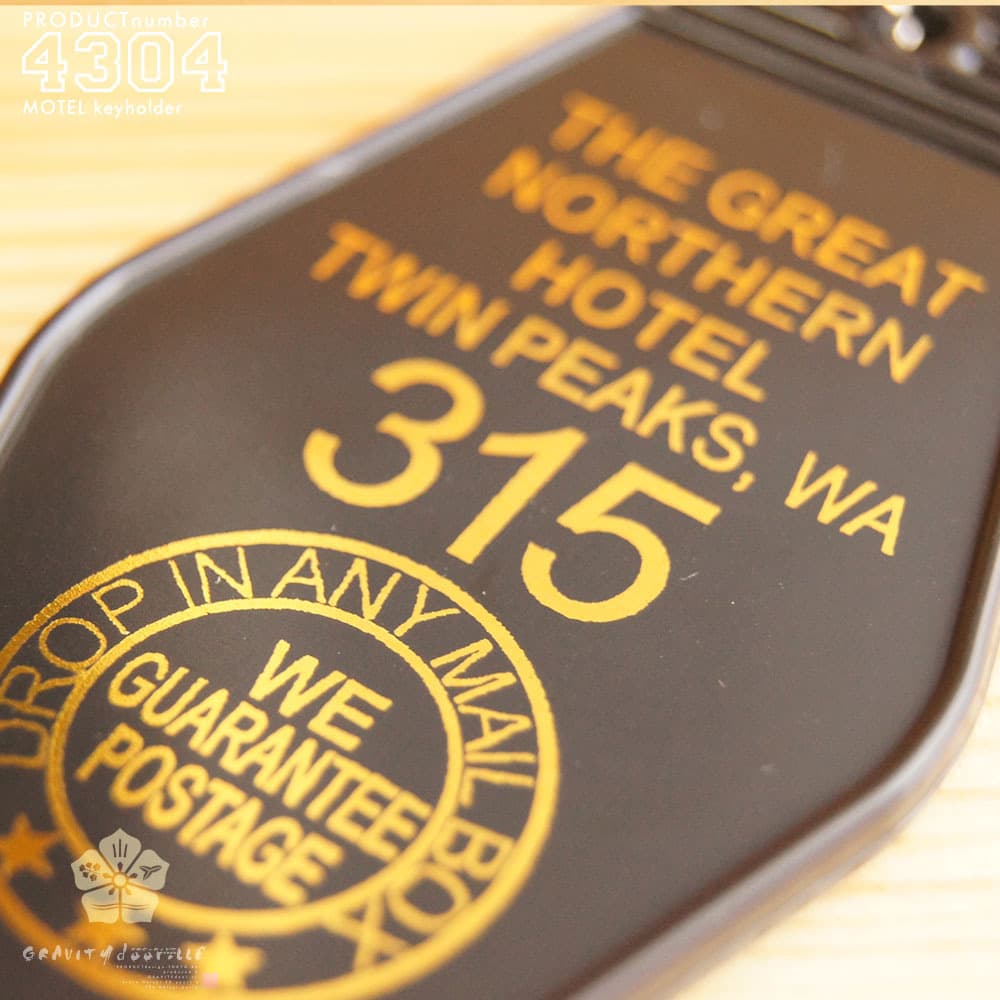 PRODUCTnumber
4304
MOTEL keyholder
THE GREAT
NORTHERN
HOTEL
TWIN PEAKS, WA
315
DROP IN ANY MAIL BOX
WE
GUARANTEE
POSTAGE